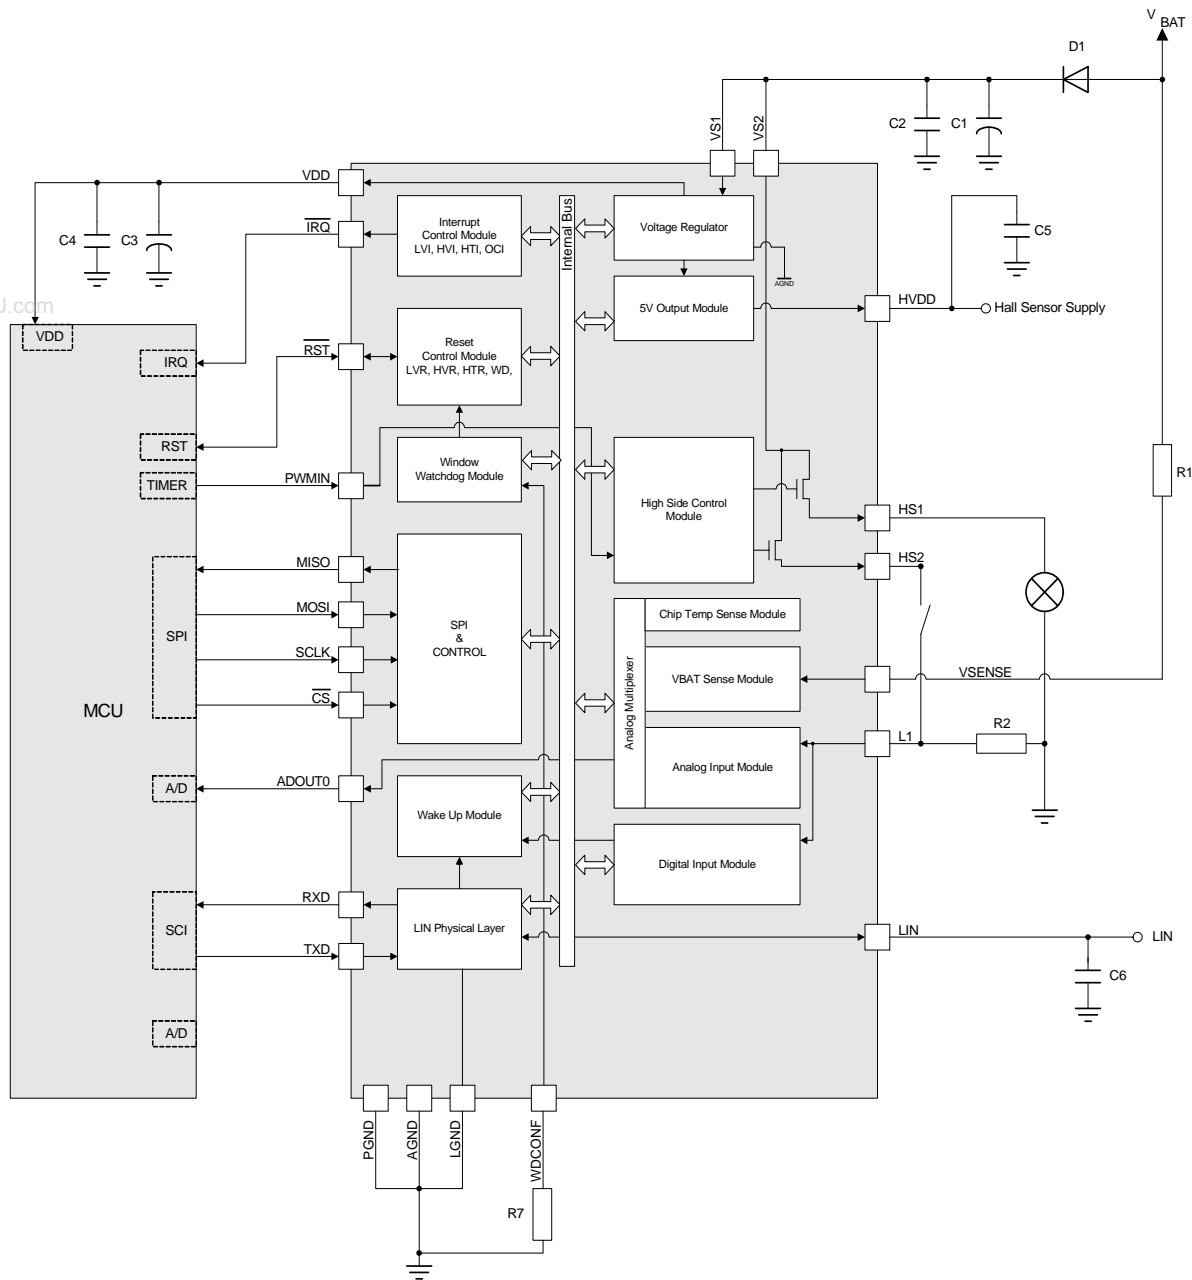 V BAT
D1
C2
C1
VS1
VS2
VDD
C4
C3
IRQ
Interrupt
Control Module
LVI, HVI, HTI, OCI
Internal Bus
Voltage Regulator
AGND
C5
5V Output Module
HVDD
Hall Sensor Supply
U.com
VDD
IRQ
RST
Reset
Control Module
LVR, HVR, HTR, WD,
RST
TIMER
PWMIN
Window
Watchdog Module
High Side Control
Module
R1
HS1
HS2
MISO
MOSI
SCLK
CS
SPI
SPI
&
CONTROL
MCU
Chip Temp Sense Module
Analog Multiplexer
VBAT Sense Module
VSENSE
Analog Input Module
L1
R2
A/D
ADOUT0
Wake Up Module
Digital Input Module
RXD
SCI
TXD
LIN Physical Layer
LIN
LIN
C6
A/D
PGND
AGND
LGND
WDCONF
R7